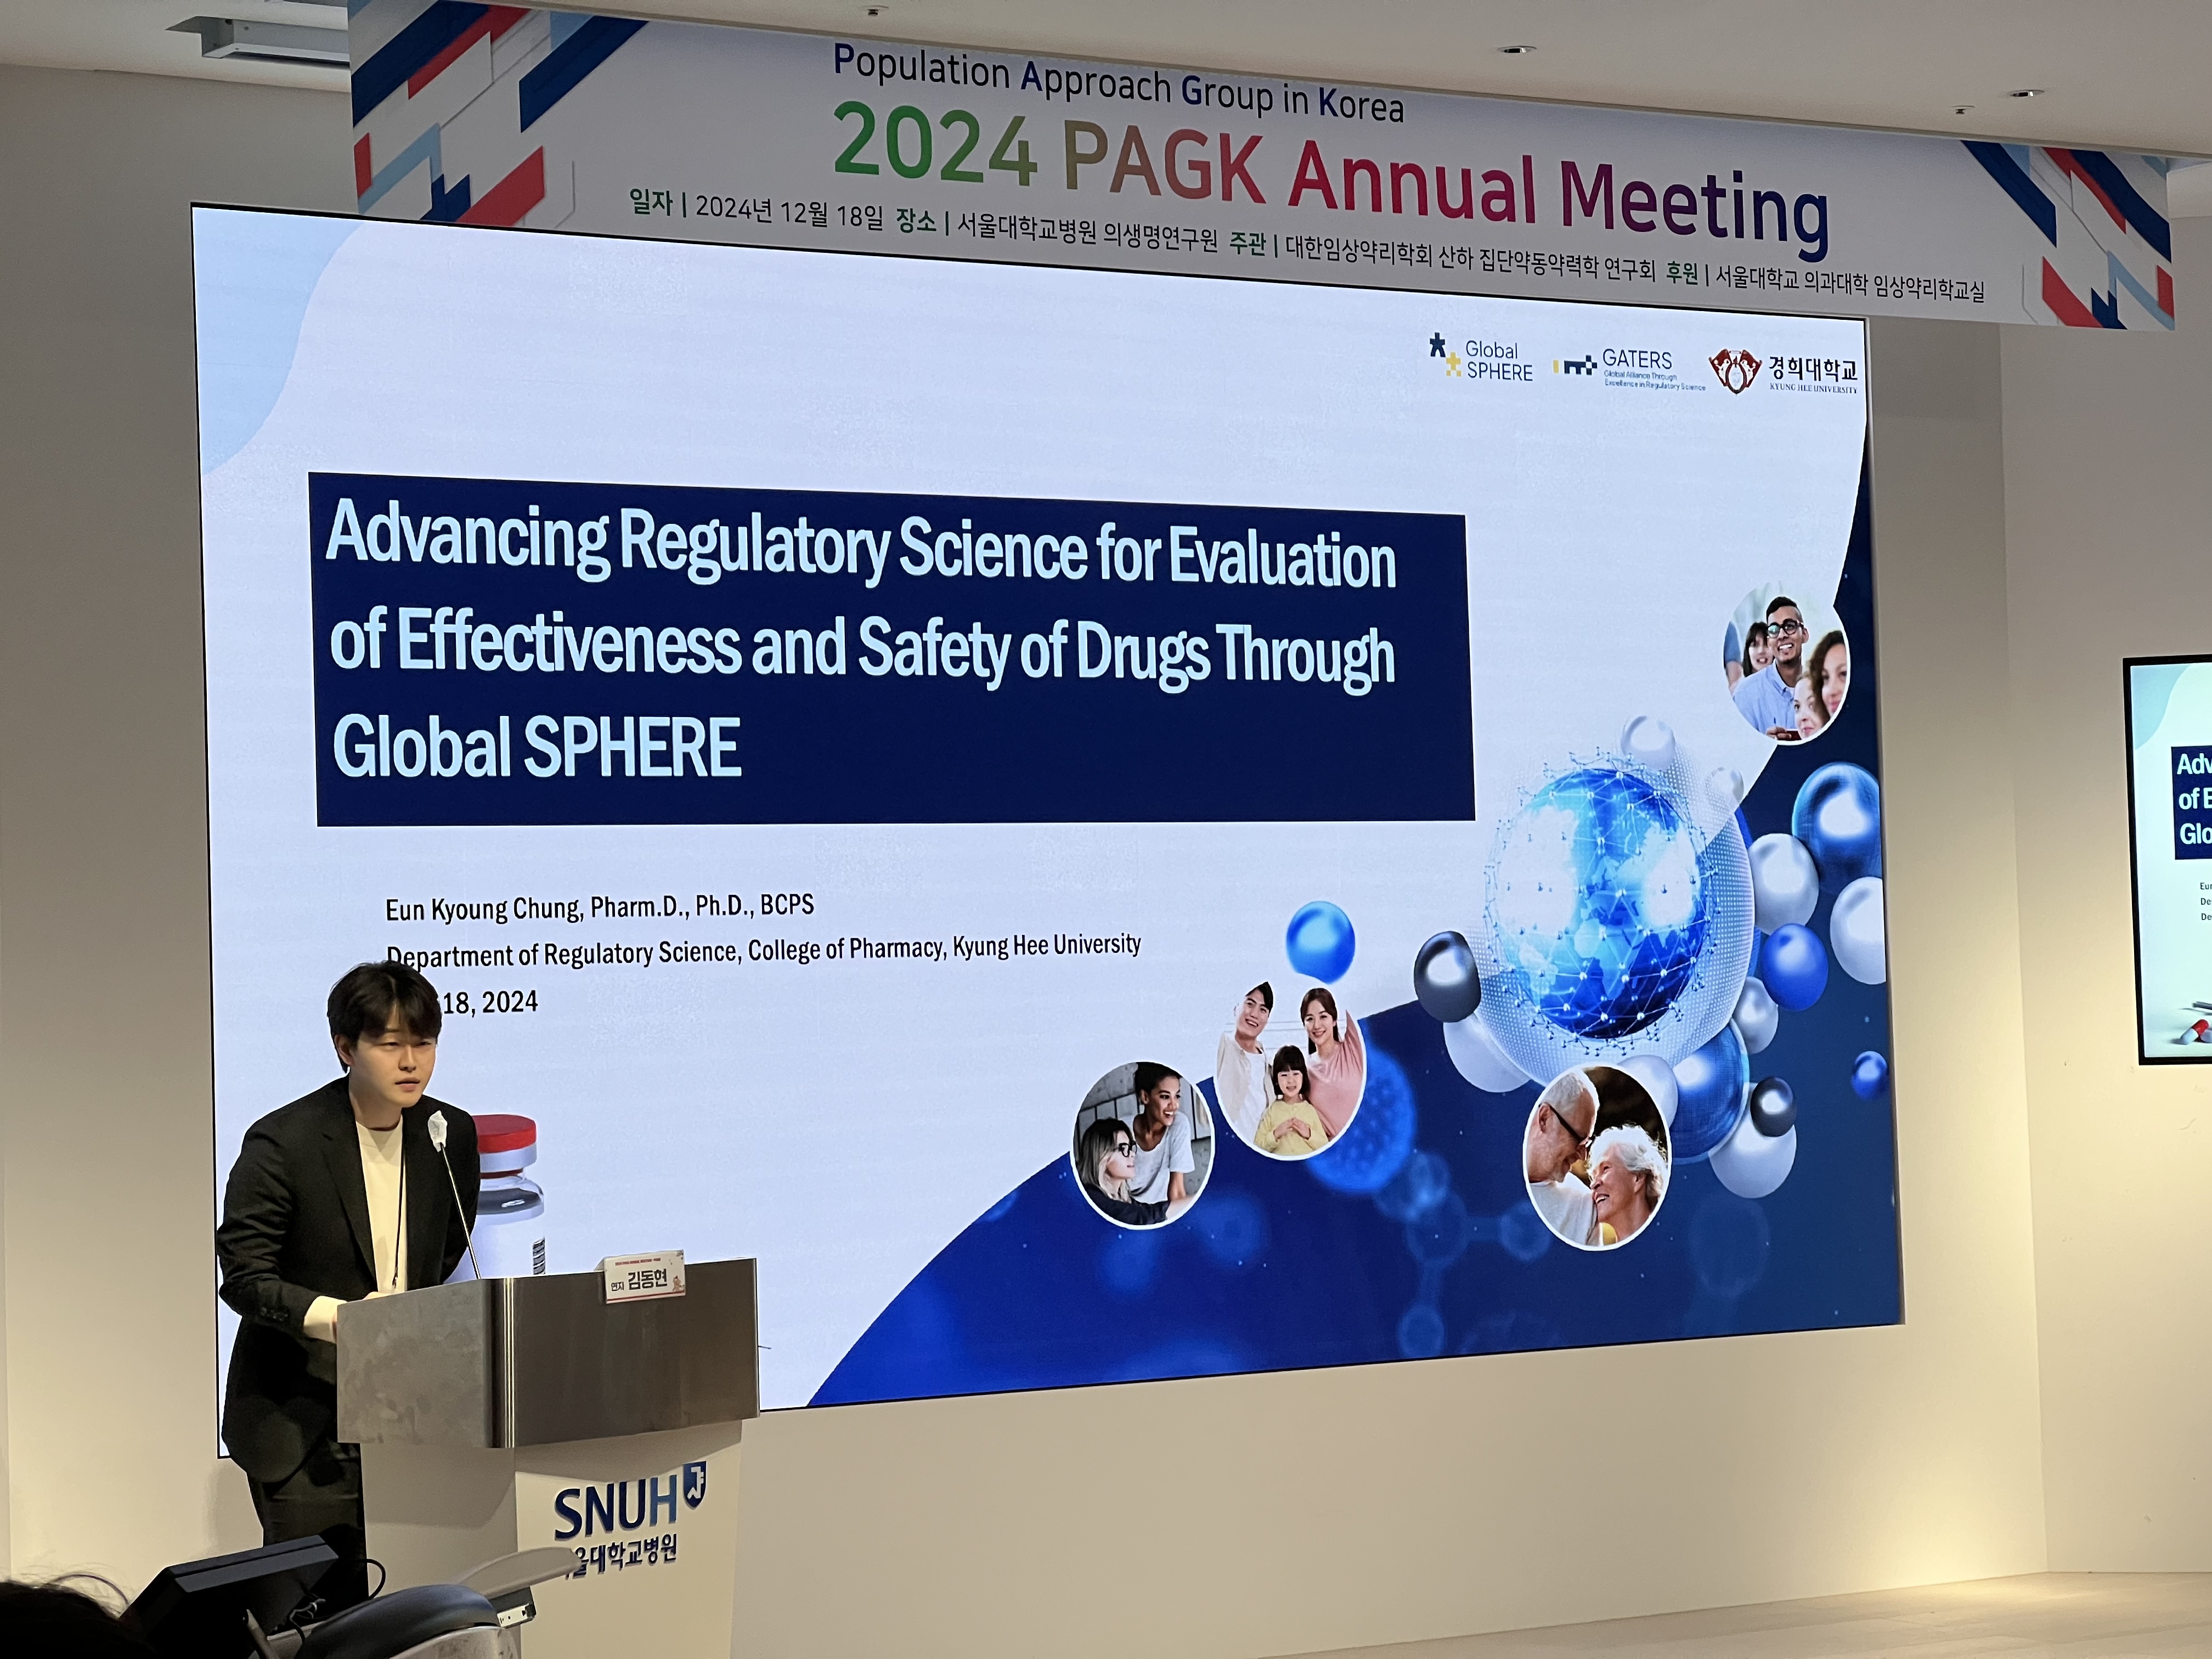 Population Approach Group in Korea
2024 PAGK Annual Meeting
일자 | 2024년 12월 18일 장소 | 서울대학교병원 의생명연구원 주관 | 대한임상약리학회 산하 집단약동약력학 연구회 후원 | 서울대학교 의과대학 임상약리학교실
Global
SPHERE
GATERS
Global Alliance Through
Excellence in Regulatory Science
경희대학교
KYUNG HEE UNIVERSITY
Advancing Regulatory Science for Evaluation
of Effectiveness and Safety of Drugs Through
Global SPHERE
Eun Kyoung Chung, Pharm.D., Ph.D., BCPS
Department of Regulatory Science, College of Pharmacy, Kyung Hee University
18, 2024
연자 김동현
SNUH
울대학교병원
Adv
of E
Glo
Eun
De
De